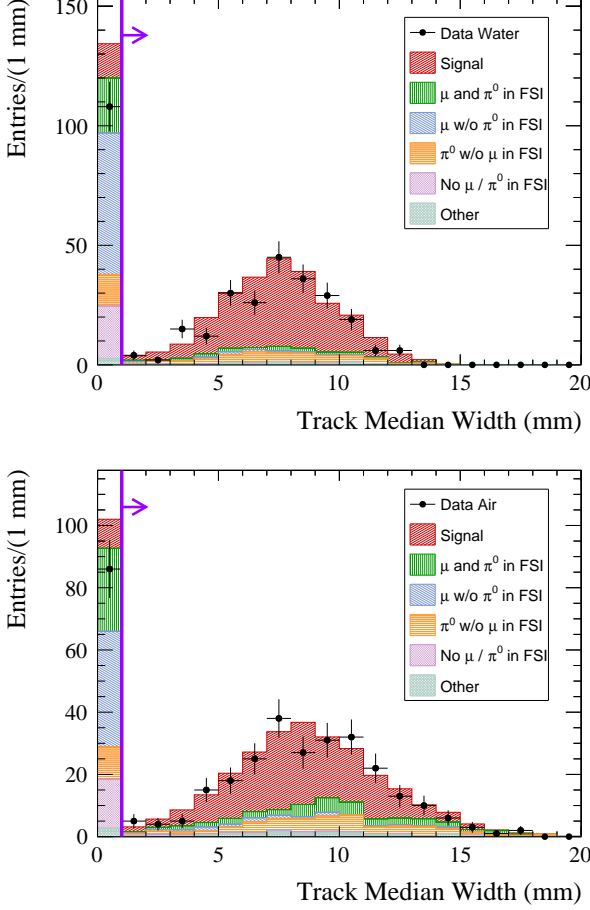 Entries/(1 mm)
150
100
50
0
Data Water
Signal
μ and π⁰ in FSI
μ w/o π⁰ in FSI
π⁰ w/o μ in FSI
No μ / π⁰ in FSI
Other
0 5 10 15 20
Track Median Width (mm)
Entries/(1 mm)
100
80
60
40
20
0
Data Air
Signal
μ and π⁰ in FSI
μ w/o π⁰ in FSI
π⁰ w/o μ in FSI
No μ / π⁰ in FSI
Other
0 5 10 15 20
Track Median Width (mm)